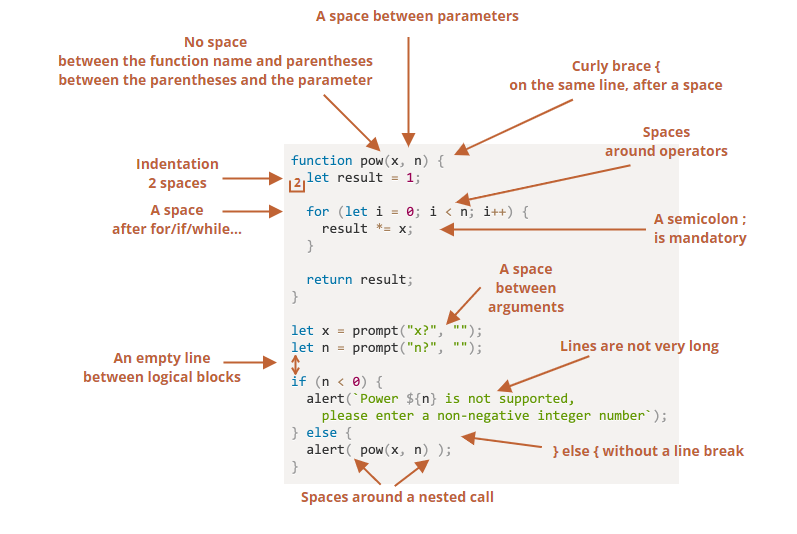 A space between parameters
No space
between the function name and parentheses
between the parentheses and the parameter
Curly brace {
on the same line, after a space
Indentation
2 spaces
Spaces
around operators
A space
after for/if/while...
A semicolon ;
is mandatory
function pow(x, n) {
2
let result = 1;
for (let i = 0; i < n; i++) {
result *= x;
}
return result;
}
A space
between
arguments
let x = prompt("x?", "");
let n = prompt("n?", "");
An empty line
between logical blocks
Lines are not very long
if (n < 0) {
alert(`Power ${n} is not supported,
please enter a non-negative integer number`);
} else {
alert( pow(x, n) );
}
} else { without a line break
Spaces around a nested call